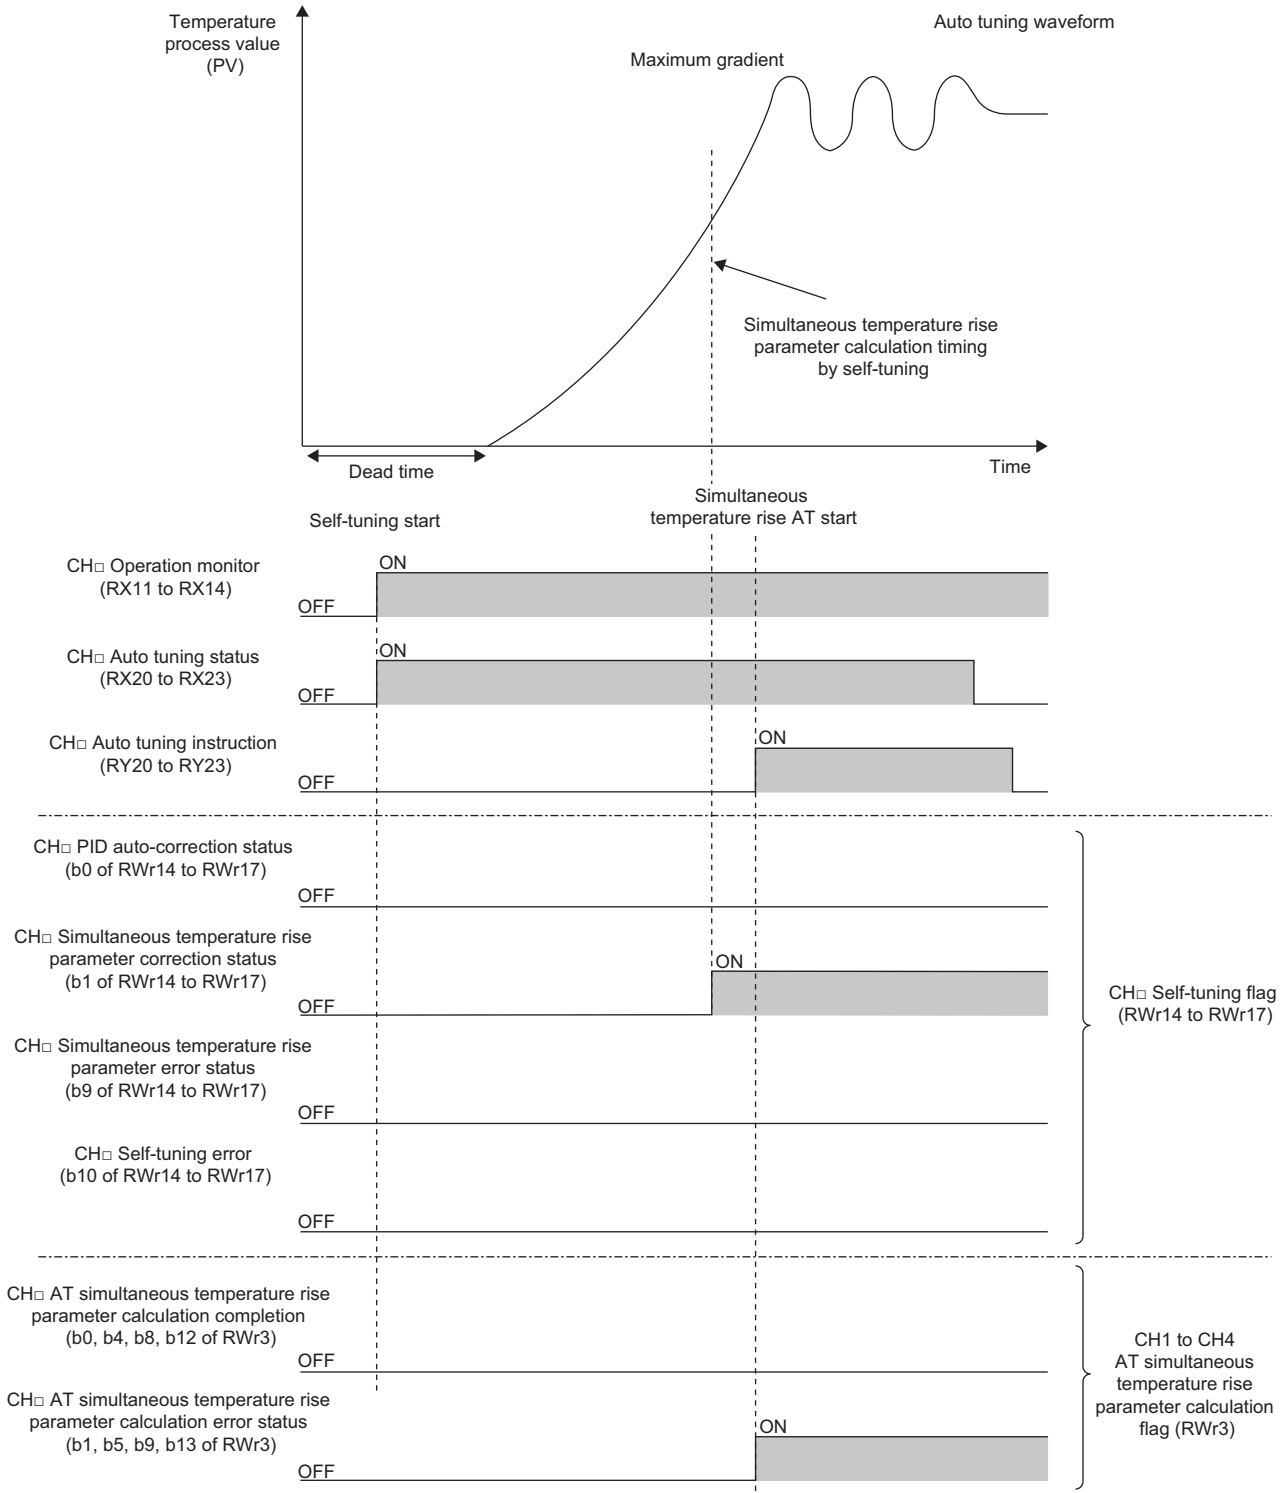 Temperature
process value
(PV)
Auto tuning waveform
Maximum gradient
Simultaneous temperature rise
parameter calculation timing
by self-tuning
Dead time
Time
Self-tuning start
Simultaneous
temperature rise AT start
CH□ Operation monitor
(RX11 to RX14)
ON
OFF
CH□ Auto tuning status
(RX20 to RX23)
ON
OFF
CH□ Auto tuning instruction
(RY20 to RY23)
ON
OFF
CH□ PID auto-correction status
(b0 of RWr14 to RWr17)
OFF
CH□ Simultaneous temperature rise
parameter correction status
(b1 of RWr14 to RWr17)
ON
OFF
CH□ Self-tuning flag
(RWr14 to RWr17)
CH□ Simultaneous temperature rise
parameter error status
(b9 of RWr14 to RWr17)
OFF
CH□ Self-tuning error
(b10 of RWr14 to RWr17)
OFF
CH□ AT simultaneous temperature rise
parameter calculation completion
(b0, b4, b8, b12 of RWr3)
OFF
CH1 to CH4
AT simultaneous
temperature rise
parameter calculation
flag (RWr3)
CH□ AT simultaneous temperature rise
parameter calculation error status
(b1, b5, b9, b13 of RWr3)
ON
OFF